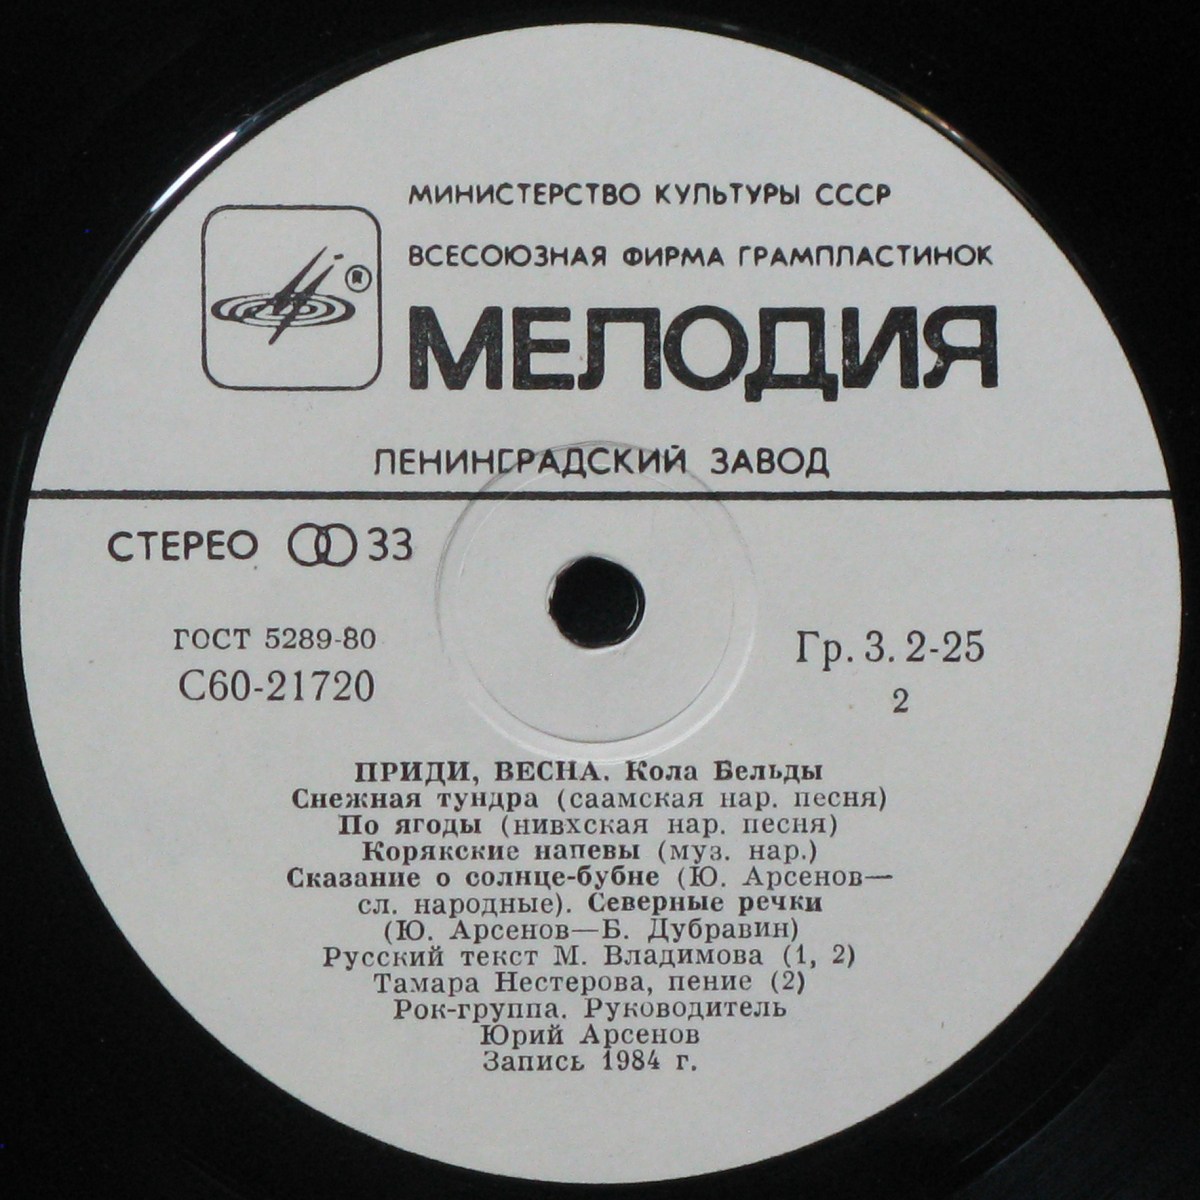 МИНИСТЕРСТВО КУЛЬТУРЫ СССР
ВСЕСОЮЗНАЯ ФИРМА ГРАМПЛАСТИНОК
МЕЛОДИЯ
ЛЕНИНГРАДСКИЙ ЗАВОД
СТЕРЕО 33
ГОСТ 5289-80
С60-21720
Гр. 3. 2-25
2
ПРИДИ, ВЕСНА. Кола Бельды
Снежная тундра (саамская нар. песня)
По ягоды (нивхская нар. песня)
Корякские напевы (муз. нар.)
Сказание о солнце-бубне (Ю. Арсенов—
сл. народные). Северные речки
(Ю. Арсенов—Б. Дубравин)
Русский текст М. Владимова (1, 2)
Тамара Нестерова, пение (2)
Рок-группа. Руководитель
Юрий Арсенов
Запись 1984 г.